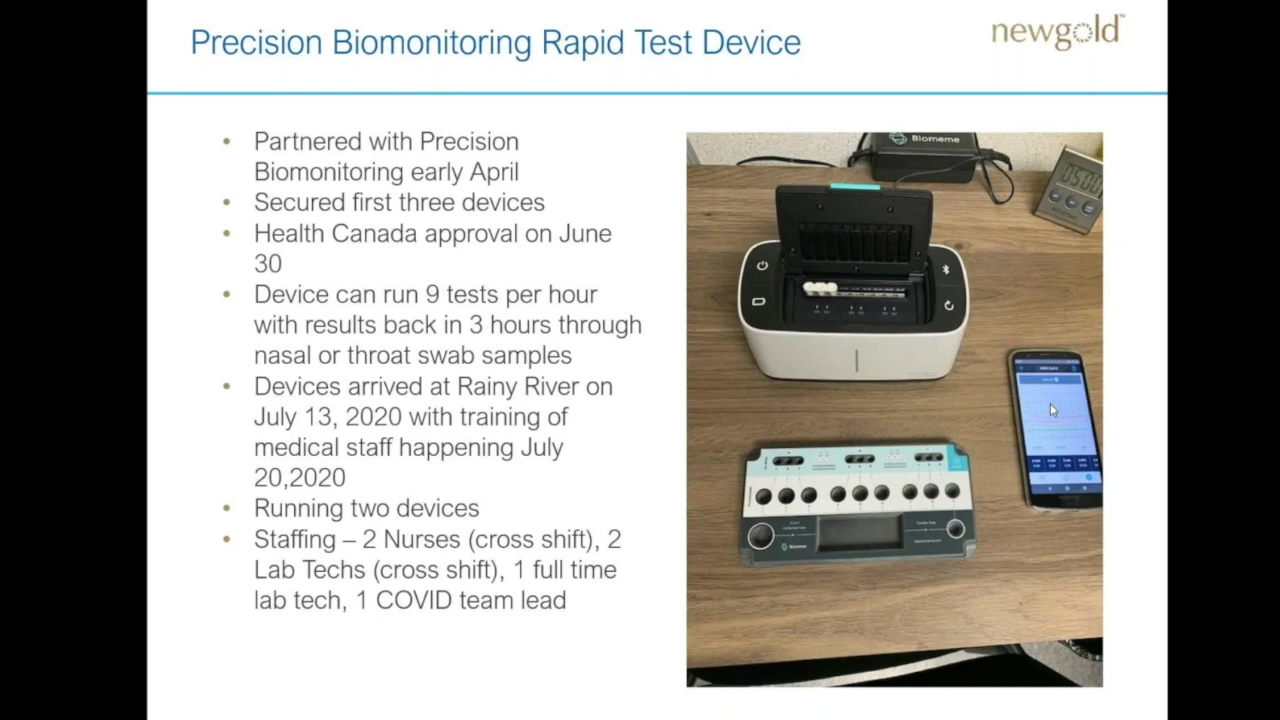 Precision Biomonitoring Rapid Test Device
newgold™
• Partnered with Precision
Biomonitoring early April
• Secured first three devices
• Health Canada approval on June
30
• Device can run 9 tests per hour
with results back in 3 hours through
nasal or throat swab samples
• Devices arrived at Rainy River on
July 13, 2020 with training of
medical staff happening July
20,2020
• Running two devices
• Staffing – 2 Nurses (cross shift), 2
Lab Techs (cross shift), 1 full time
lab tech, 1 COVID team lead
Biomeme
Biomeme